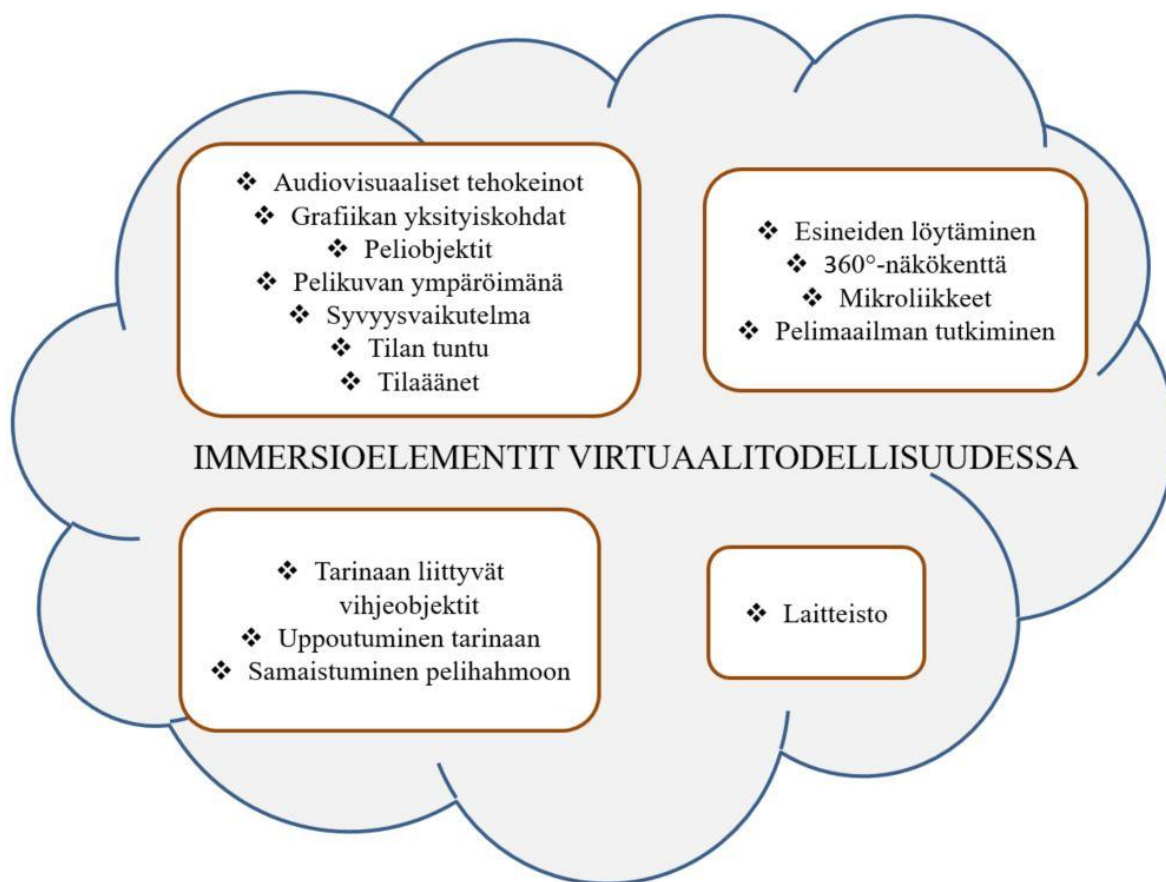 ❖ Audiovisuaaliset tehokeinot
❖ Grafiikan yksityiskohdat
❖ Peliobjektit
❖ Pelikuvan ympäröimänä
❖ Syvyysvaikutelma
❖ Tilan tuntu
❖ Tilaäänet
❖ Esineiden löytäminen
❖ 360°-näkökenttä
❖ Mikroliikkeet
❖ Pelimaailman tutkiminen
IMMERSIOELEMENTIT VIRTUAALITODELLISUUDESSA
❖ Tarinaan liittyvät
vihjeobjektit
❖ Uppoutuminen tarinaan
❖ Samaistuminen pelihahmoon
❖ Laitteisto